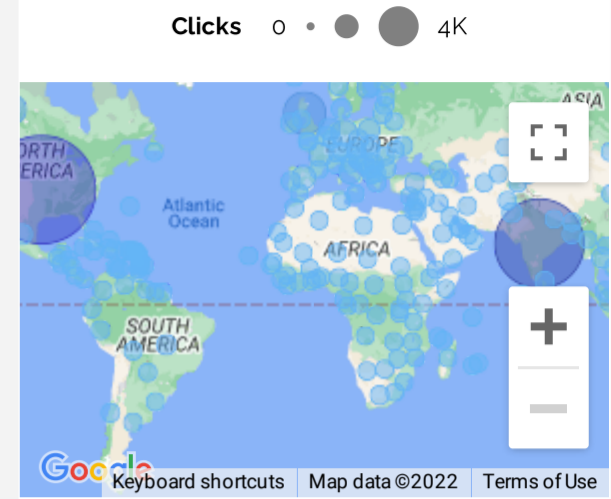 Clicks 0 4K
ASIA
ORTH
ERICA
EUROPE
Atlantic
Ocean
AFRICA
SOUTH
AMERICA
Google
Keyboard shortcuts Map data ©2022 Terms of Use